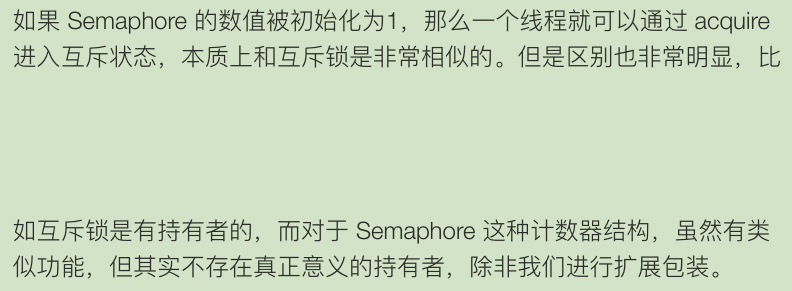 如果 Semaphore 的数值被初始化为1，那么一个线程就可以通过 acquire
进入互斥状态，本质上和互斥锁是非常相似的。但是区别也非常明显，比
如互斥锁是有持有者的，而对于 Semaphore 这种计数器结构，虽然有类
似功能，但其实不存在真正意义的持有者，除非我们进行扩展包装。